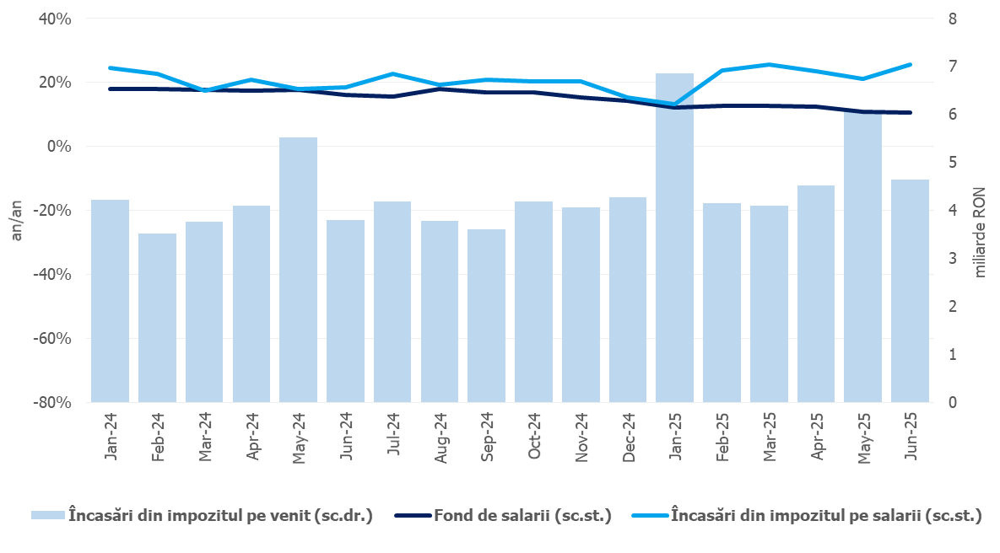 40%
20%
0%
-20%
-40%
-60%
-80%
an/an
8
7
6
5
4
3
2
1
0
miliarde RON
Jan-24
Feb-24
Mar-24
Apr-24
May-24
Jun-24
Jul-24
Aug-24
Sep-24
Oct-24
Nov-24
Dec-24
Jan-25
Feb-25
Mar-25
Apr-25
May-25
Jun-25
Încasări din impozitul pe venit (sc.dr.)
Fond de salarii (sc.st.)
Încasări din impozitul pe salarii (sc.st.)